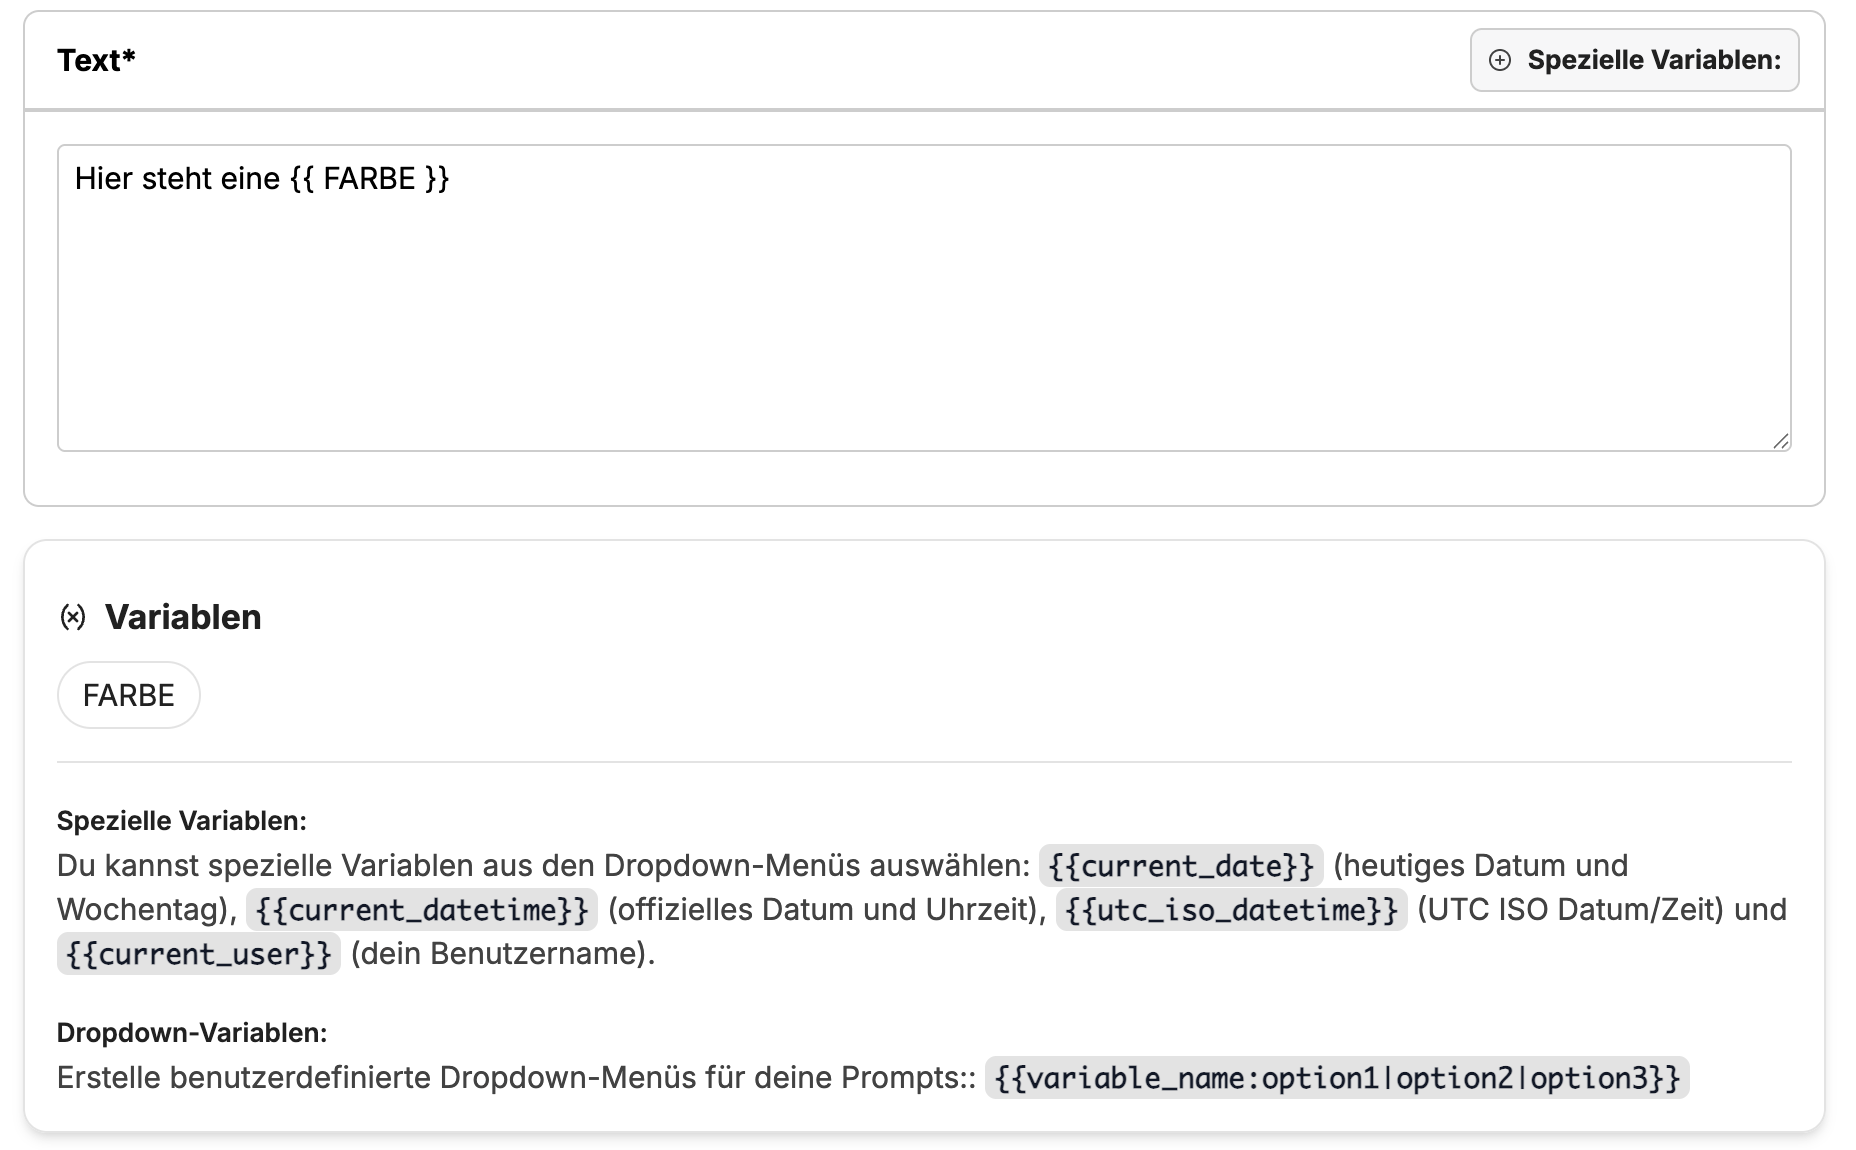 Text*
Spezielle Variablen:
Hier steht eine {{ FARBE }}
Variablen
FARBE
Spezielle Variablen:
Du kannst spezielle Variablen aus den Dropdown-Menüs auswählen: {{current_date}} (heutiges Datum und
Wochentag), {{current_datetime}} (offizielles Datum und Uhrzeit), {{utc_iso_datetime}} (UTC ISO Datum/Zeit) und
{{current_user}} (dein Benutzername).
Dropdown-Variablen:
Erstelle benutzerdefinierte Dropdown-Menüs für deine Prompts:: {{variable_name:option1|option2|option3}}